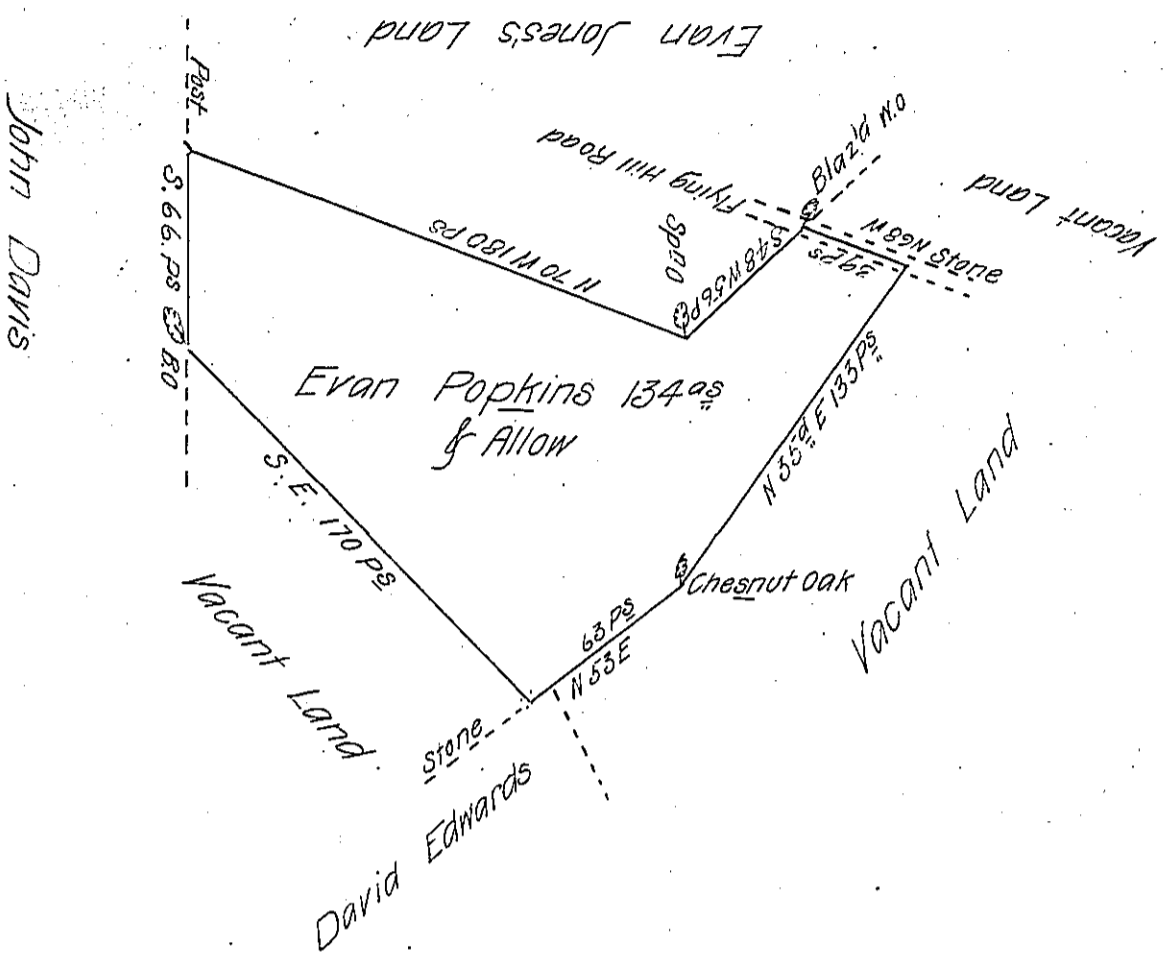 Evan Jones's Land
Post
John Davis
S. 66. ps
B.O
N 70 W 180 ps
Sp. O
S 48 W 56 P
Flying Hill Road
Blaz'd W.O
Vacant Land
N 68 W
39 Ps
Stone
Evan Popkins 134 as
& Allow
N 35 d E 133 Ps
S. E. 170 Ps
Chesnut Oak
Vacant Land
63 Ps
N 53 E
Vacant Land
Stone
David Edwards